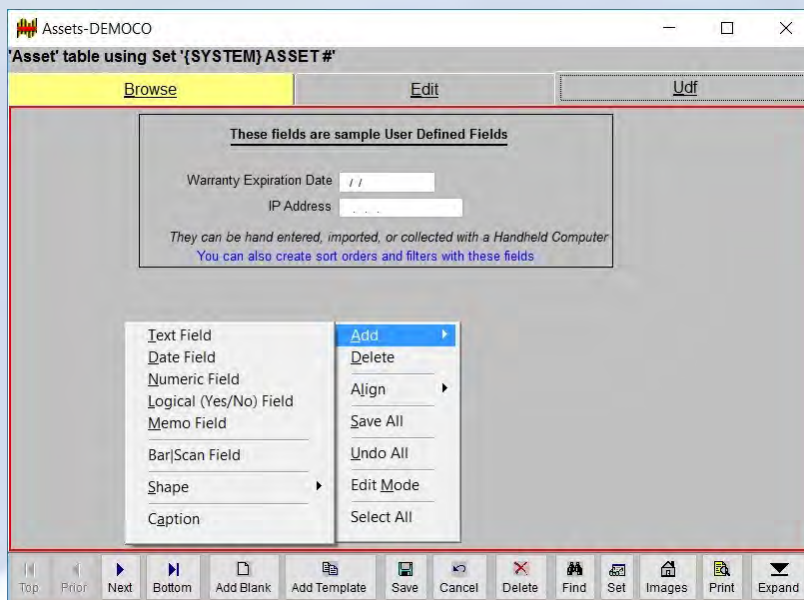 Assets-DEMOCO
'Asset' table using Set '{SYSTEM} ASSET #'
Browse Edit Udf
These fields are sample User Defined Fields
Warranty Expiration Date / /
IP Address . . .
They can be hand entered, imported, or collected with a Handheld Computer
You can also create sort orders and filters with these fields
Text Field
Date Field
Numeric Field
Logical (Yes/No) Field
Memo Field
Bar|Scan Field
Shape
Caption
Add
Delete
Align
Save All
Undo All
Edit Mode
Select All
Top Prior Next Bottom Add Blank Add Template Save Cancel Delete Find Set Images Print Expand